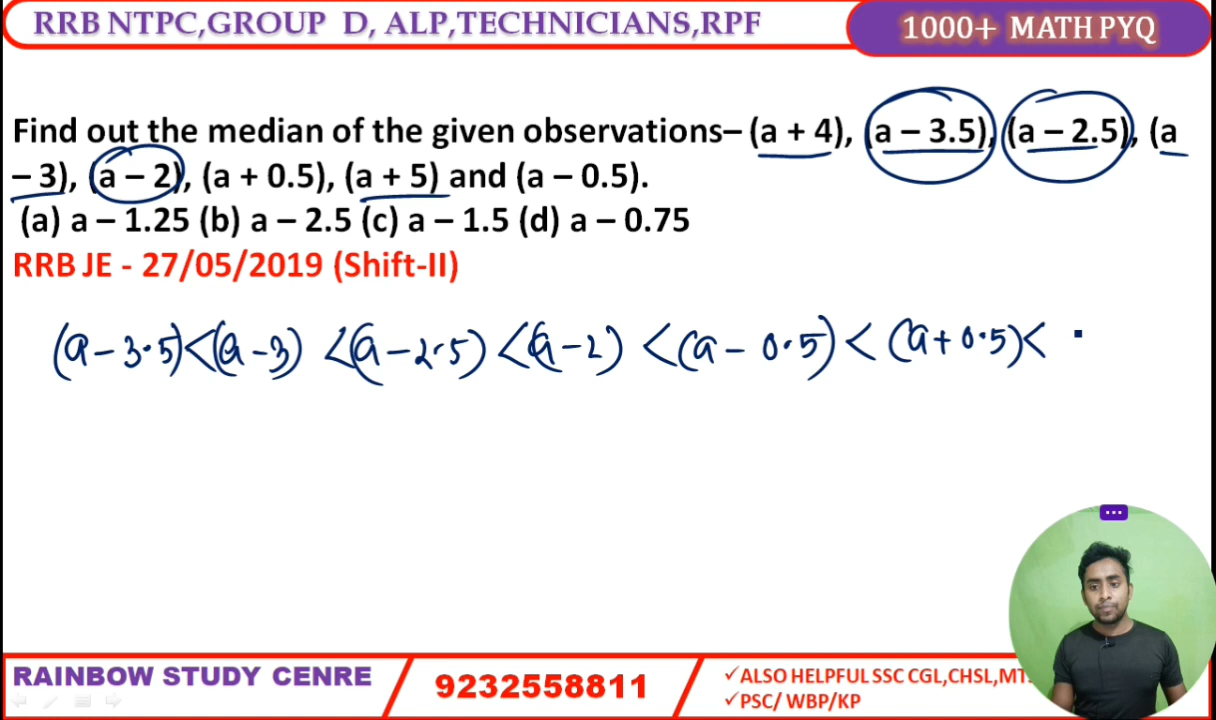 RRB NTPC,GROUP D, ALP,TECHNICIANS,RPF
1000+ MATH PYQ
Find out the median of the given observations– (a + 4), (a – 3.5), (a – 2.5), (a
– 3), (a – 2), (a + 0.5), (a + 5) and (a – 0.5).
(a) a – 1.25 (b) a – 2.5 (c) a – 1.5 (d) a – 0.75
RRB JE - 27/05/2019 (Shift-II)
(a-3.5)<(a-3) <(a-2.5) <(a-2) <(a-0.5) < (a+0.5)<
RAINBOW STUDY CENRE
9232558811
✓ALSO HELPFUL SSC CGL,CHSL,MTS
✓PSC/ WBP/KP